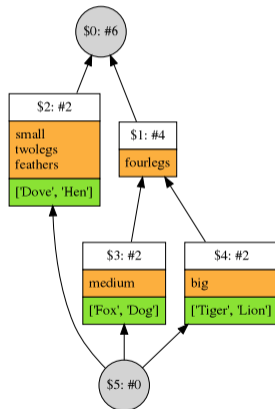 $0: #6
$2: #2
small
twolegs
feathers
['Dove', 'Hen']
$1: #4
fourlegs
$3: #2
medium
['Fox', 'Dog']
$4: #2
big
['Tiger', 'Lion']
$5: #0